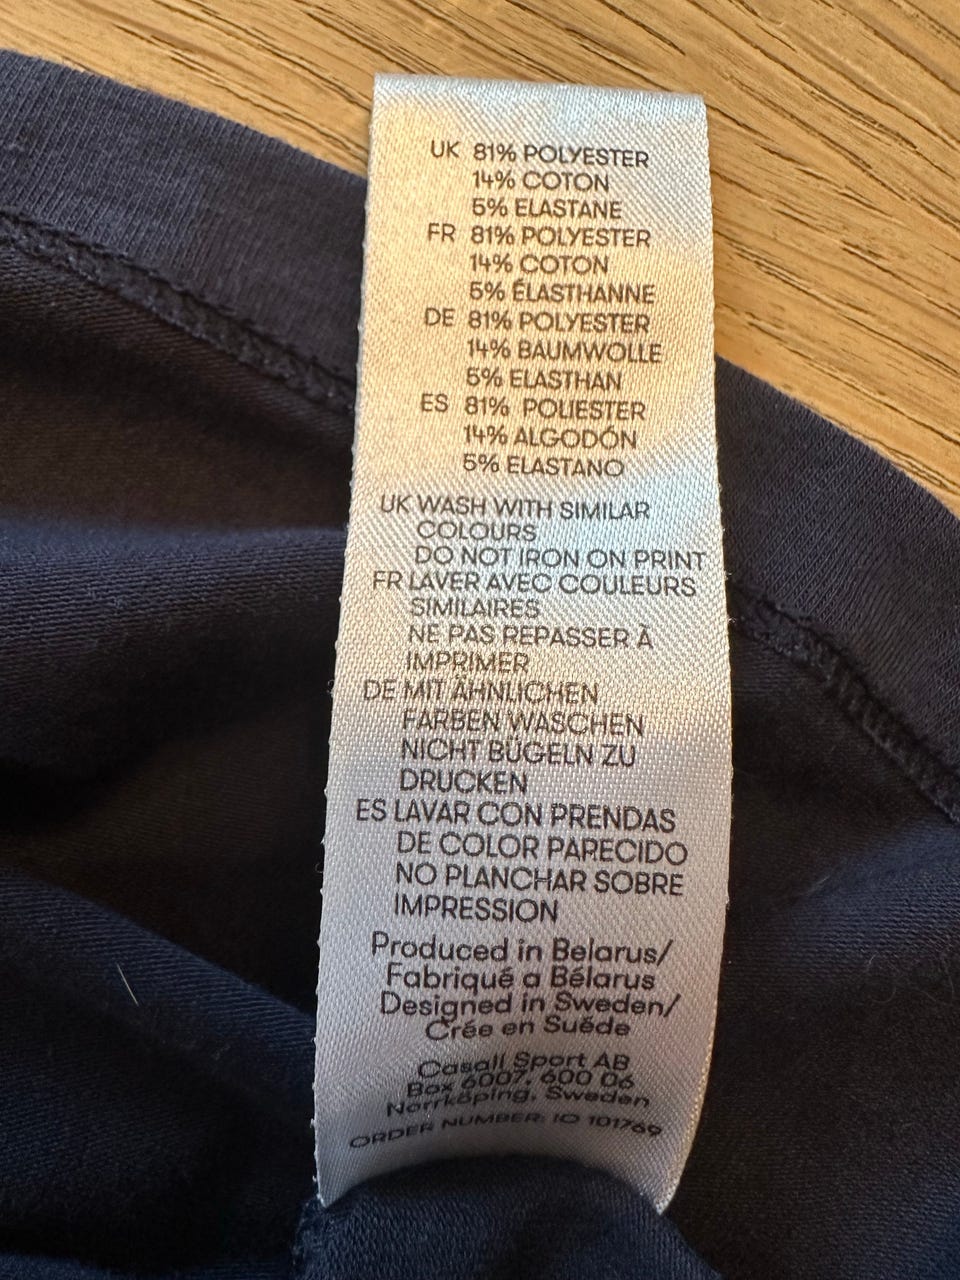 UK 81% POLYESTER
14% COTON
5% ELASTANE
FR 81% POLYESTER
14% COTON
5% ÉLASTHANNE
DE 81% POLYESTER
14% BAUMWOLLE
5% ELASTHAN
ES 81% POLIESTER
14% ALGODÓN
5% ELASTANO
UK WASH WITH SIMILAR
COLOURS
DO NOT IRON ON PRINT
FR LAVER AVEC COULEURS
SIMILAIRES
NE PAS REPASSER À
IMPRIMER
DE MIT ÄHNLICHEN
FARBEN WASCHEN
NICHT BÜGELN ZU
DRUCKEN
ES LAVAR CON PRENDAS
DE COLOR PARECIDO
NO PLANCHAR SOBRE
IMPRESSION
Produced in Belarus/
Fabriqué a Bélarus
Designed in Sweden/
Crée en Suěde
Casall Sport AB
Box 6007, 600 06
Norrköping, Sweden
ORDER NUMBER: IO 101769